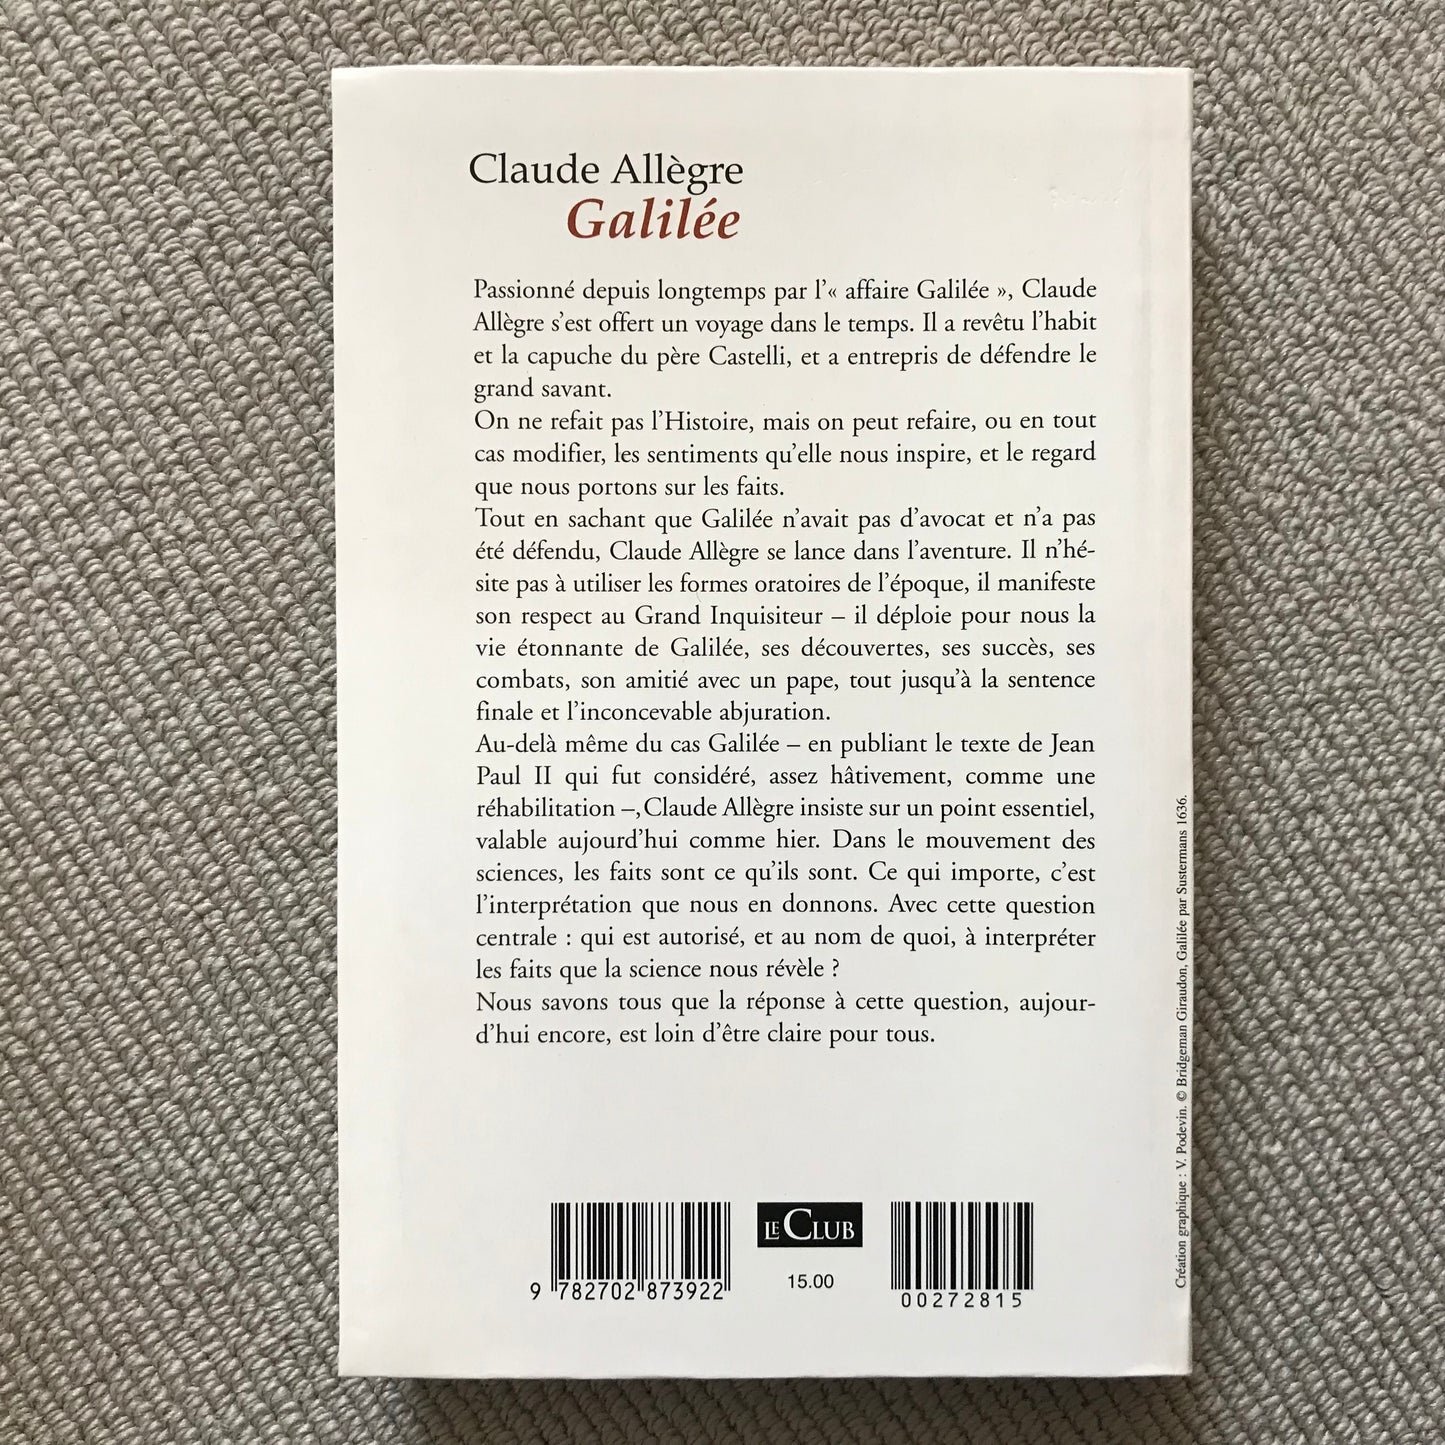 Claude Allègre
Galilée
Passionné depuis longtemps par l'« affaire Galilée », Claude
Allègre s'est offert un voyage dans le temps. Il a revêtu l'habit
et la capuche du père Castelli, et a entrepris de défendre le
grand savant.
On ne refait pas l'Histoire, mais on peut refaire, ou en tout
cas modifier, les sentiments qu'elle nous inspire, et le regard
que nous portons sur les faits.
Tout en sachant que Galilée n'avait pas d'avocat et n'a pas
été défendu, Claude Allègre se lance dans l'aventure. Il n'hé-
site pas à utiliser les formes oratoires de l'époque, il manifeste
son respect au Grand Inquisiteur – il déploie pour nous la
vie étonnante de Galilée, ses découvertes, ses succès, ses
combats, son amitié avec un pape, tout jusqu'à la sentence
finale et l'inconcevable abjuration.
Au-delà même du cas Galilée – en publiant le texte de Jean
Paul II qui fut considéré, assez hâtivement, comme une
réhabilitation –, Claude Allègre insiste sur un point essentiel,
valable aujourd'hui comme hier. Dans le mouvement des
sciences, les faits sont ce qu'ils sont. Ce qui importe, c'est
l'interprétation que nous en donnons. Avec cette question
centrale : qui est autorisé, et au nom de quoi, à interpréter
les faits que la science nous révèle ?
Nous savons tous que la réponse à cette question, aujour-
d'hui encore, est loin d'être claire pour tous.
9 782702 873922
LE CLUB
15.00
00272815
Création graphique : V. Podevin. © Bridgeman Giraudon, Galilée par Sustermans 1636.